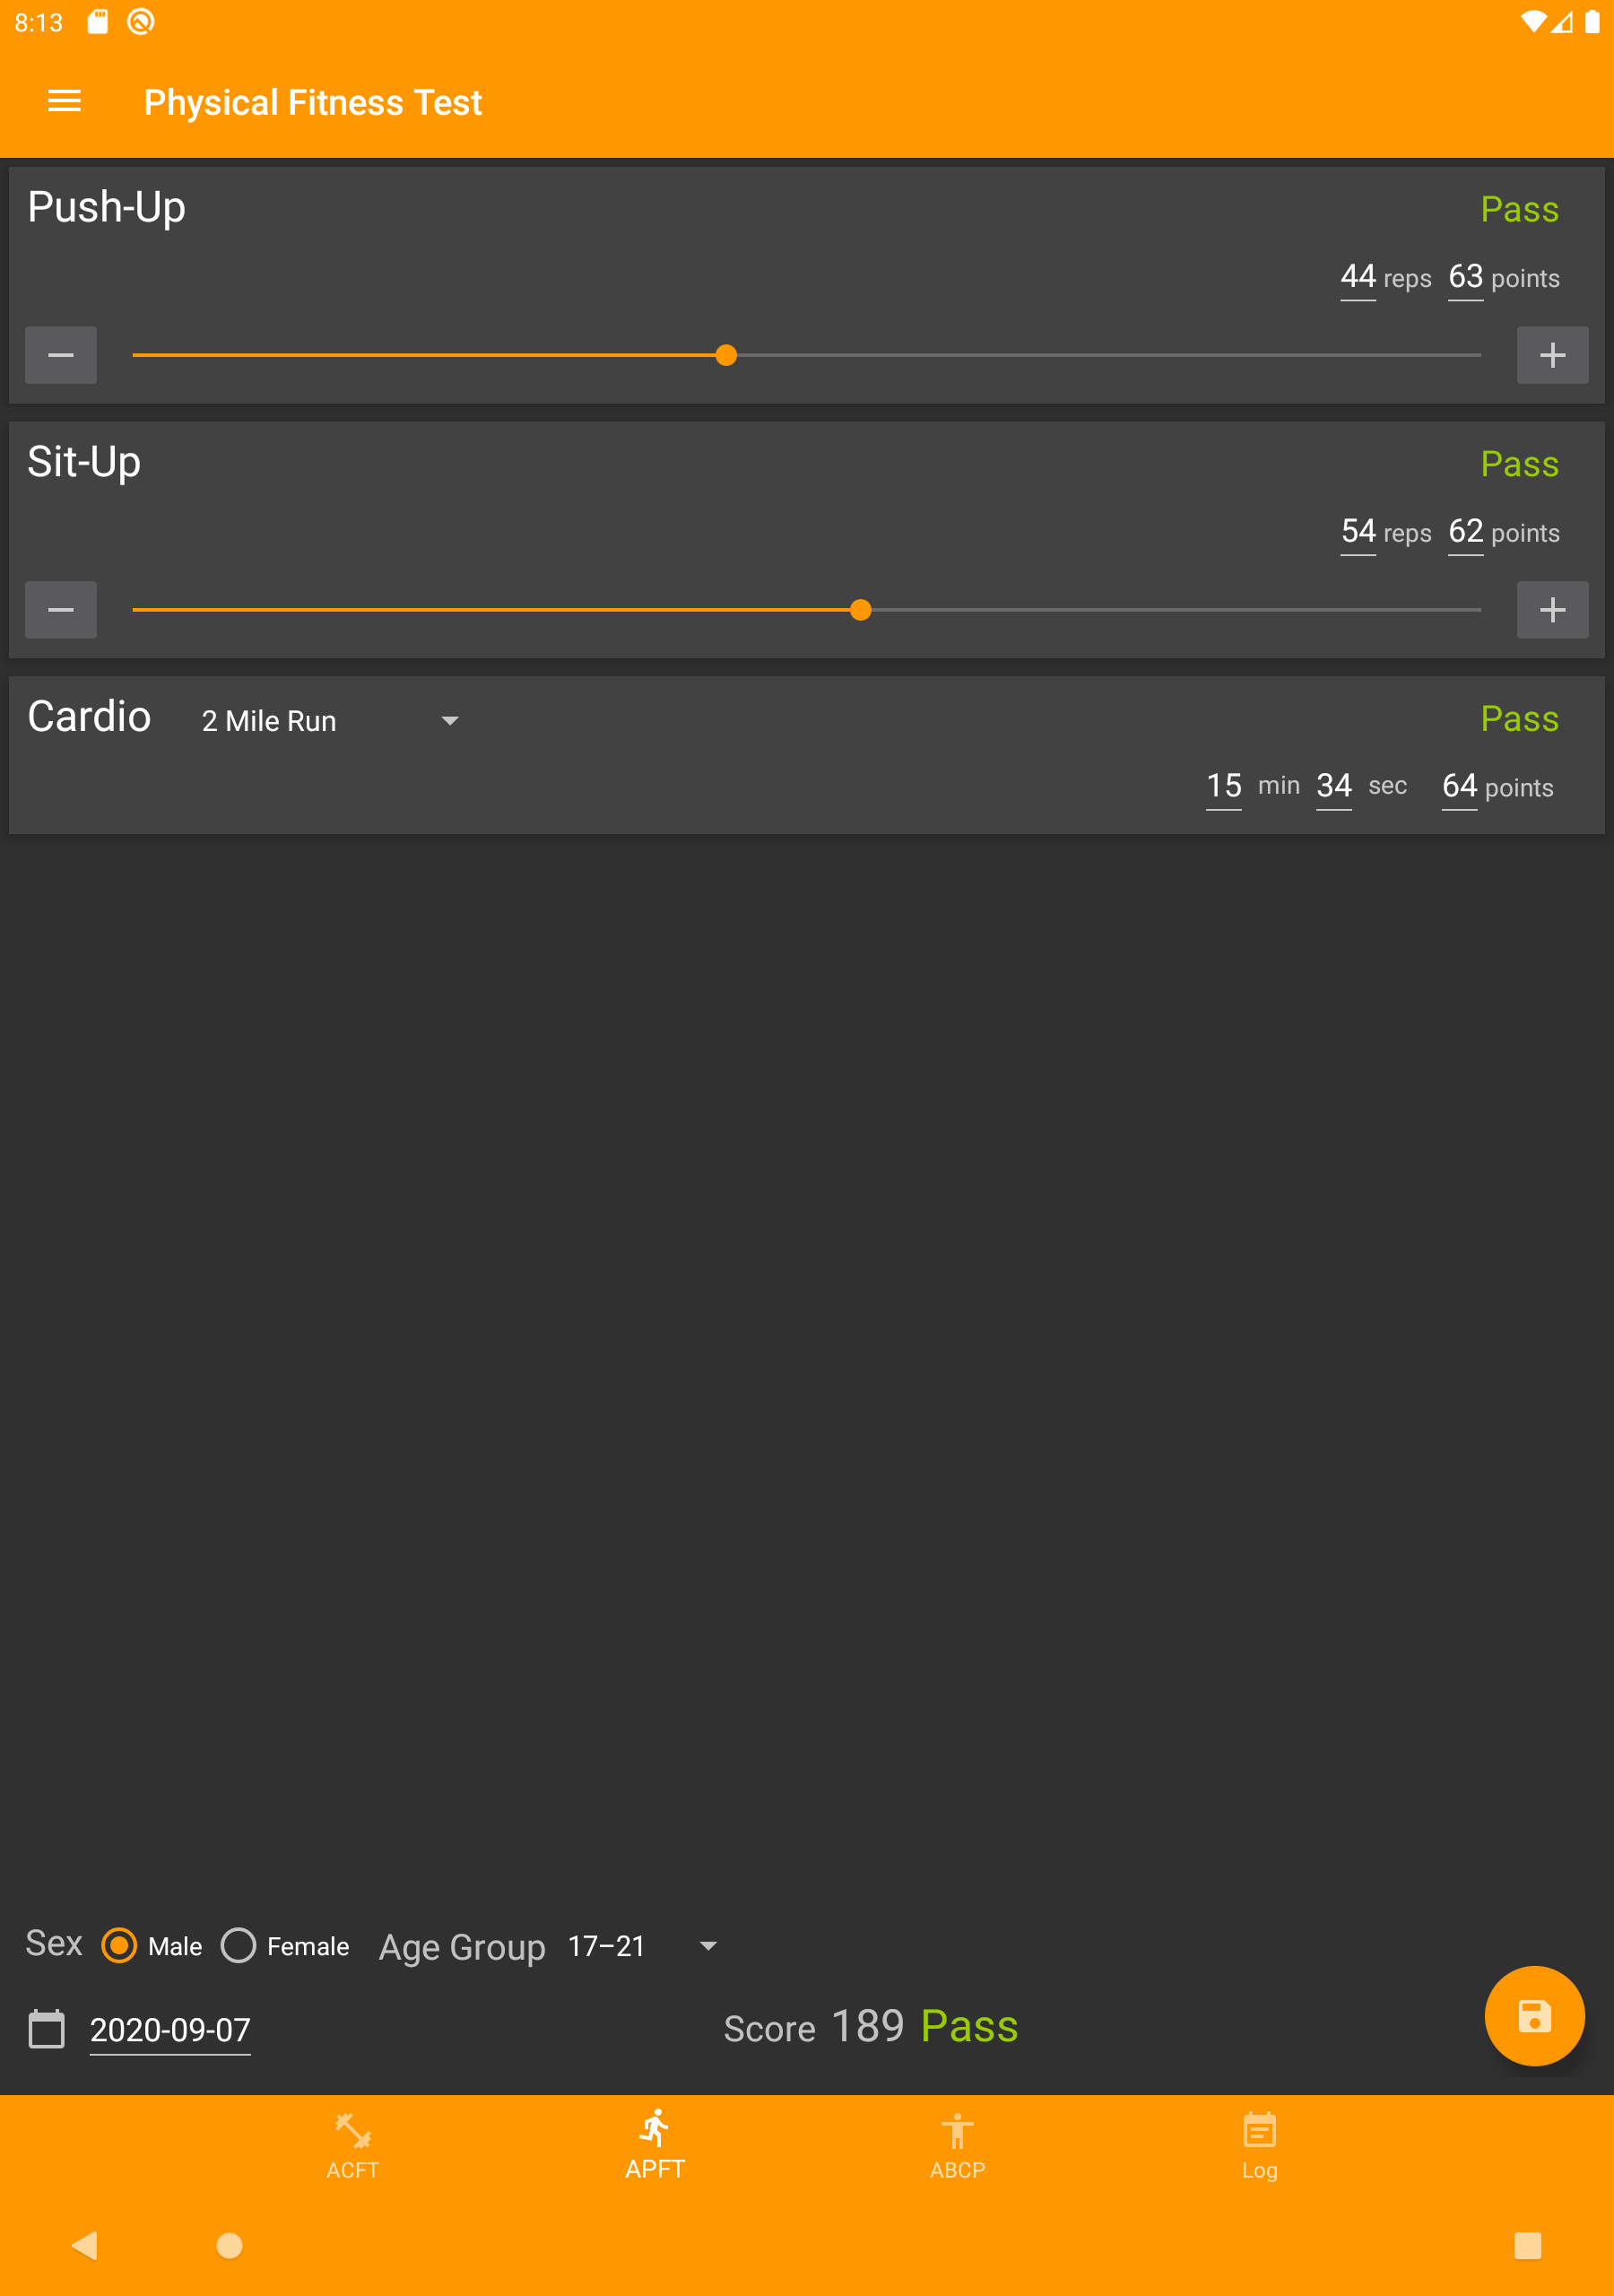 8:13
Physical Fitness Test
Push-Up
Pass
44 reps 63 points
Sit-Up
Pass
54 reps 62 points
Cardio 2 Mile Run
Pass
15 min 34 sec 64 points
Sex Male Female Age Group 17–21
2020-09-07 Score 189 Pass
ACFT APFT ABCP Log